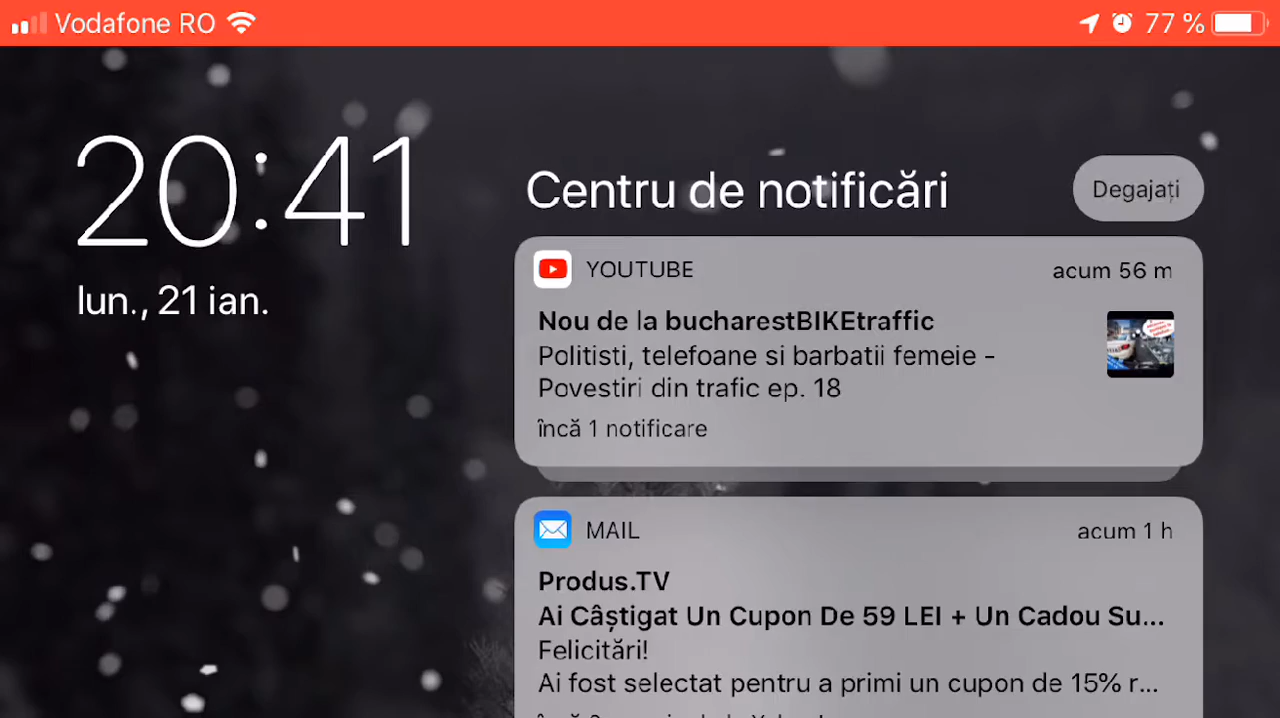 Vodafone RO
77 %
20:41
lun., 21 ian.
Centru de notificări
Degajați
YOUTUBE
acum 56 m
Nou de la bucharestBIKEtraffic
Politisti, telefoane si barbatii femeie -
Povestiri din trafic ep. 18
încă 1 notificare
MAIL
acum 1 h
Produs.TV
Ai Câștigat Un Cupon De 59 LEI + Un Cadou Su...
Felicitări!
Ai fost selectat pentru a primi un cupon de 15% r...